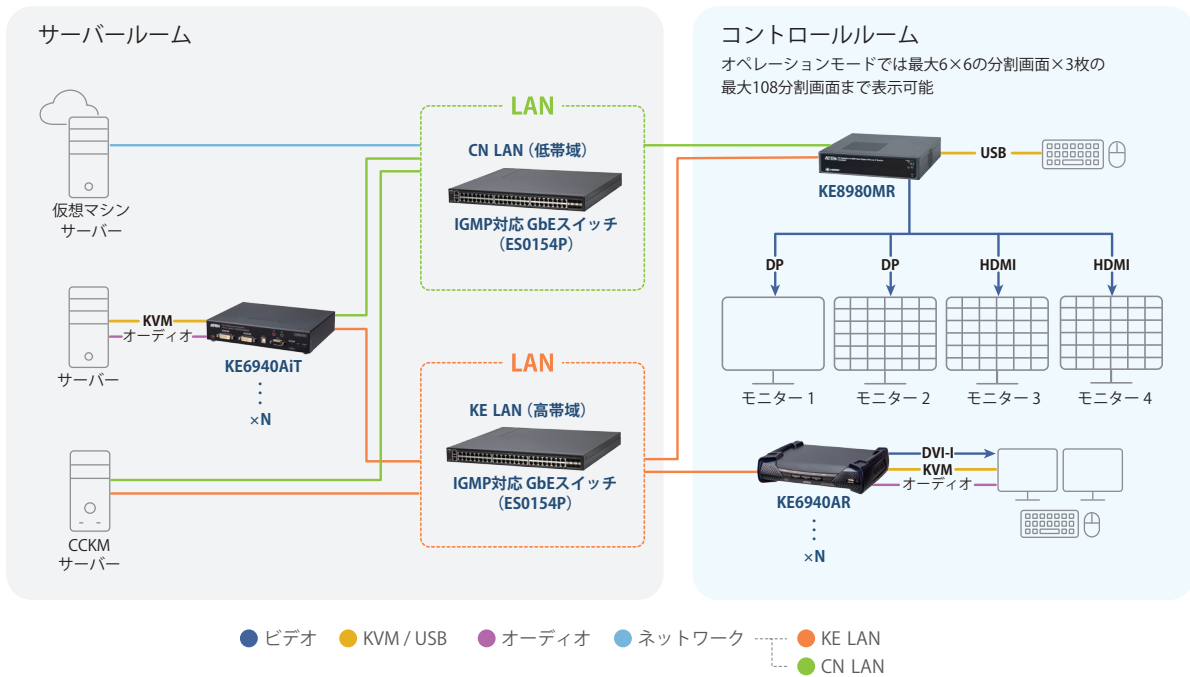 サーバールーム
仮想マシン
サーバー
サーバー
KVM
オーディオ
KE6940AiT
×N
CCKM
サーバー
LAN
CN LAN（低帯域）
IGMP対応 GbEスイッチ
（ES0154P）
LAN
KE LAN（高帯域）
IGMP対応 GbEスイッチ
（ES0154P）
コントロールルーム
オペレーションモードでは最大6×6の分割画面×3枚の
最大108分割画面まで表示可能
KE8980MR
USB
DP
DP
HDMI
HDMI
モニター 1
モニター 2
モニター 3
モニター 4
KE6940AR
×N
DVI-I
KVM
オーディオ
ビデオ
KVM / USB
オーディオ
ネットワーク
KE LAN
CN LAN